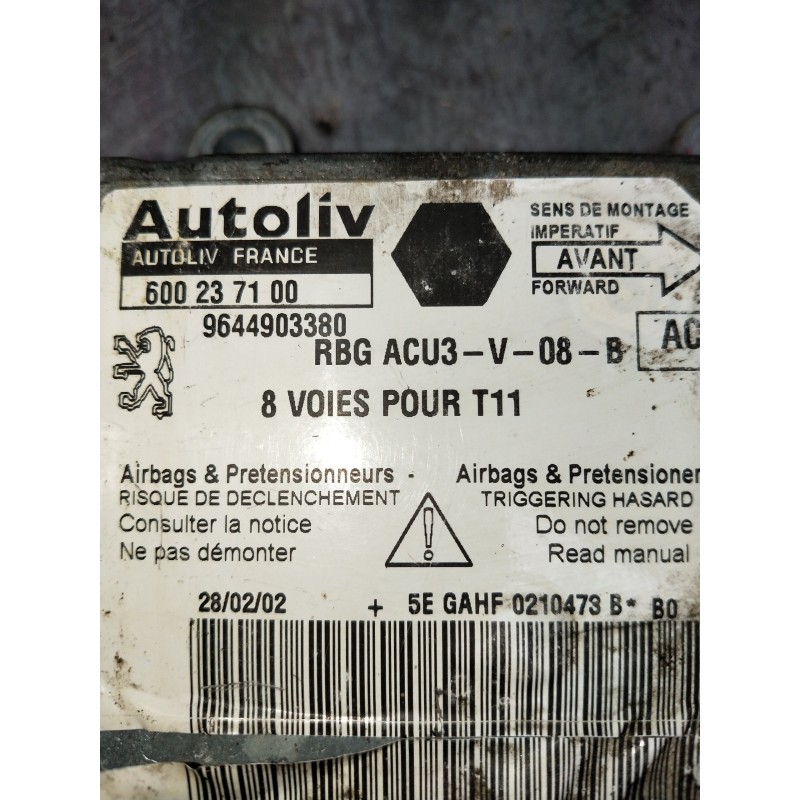 Autoliv
AUTOLIV FRANCE
600 23 71 00
9644903380
SENS DE MONTAGE
IMPERATIF
AVANT
FORWARD
RBG ACU3-V-08-B
AC
8 VOIES POUR T11
Airbags & Pretensionneurs -
RISQUE DE DECLENCHEMENT
Consulter la notice
Ne pas démonter
Airbags & Pretensioner
TRIGGERING HASARD
Do not remove
Read manual
28/02/02 + 5E GAHF 0210473 B* B0